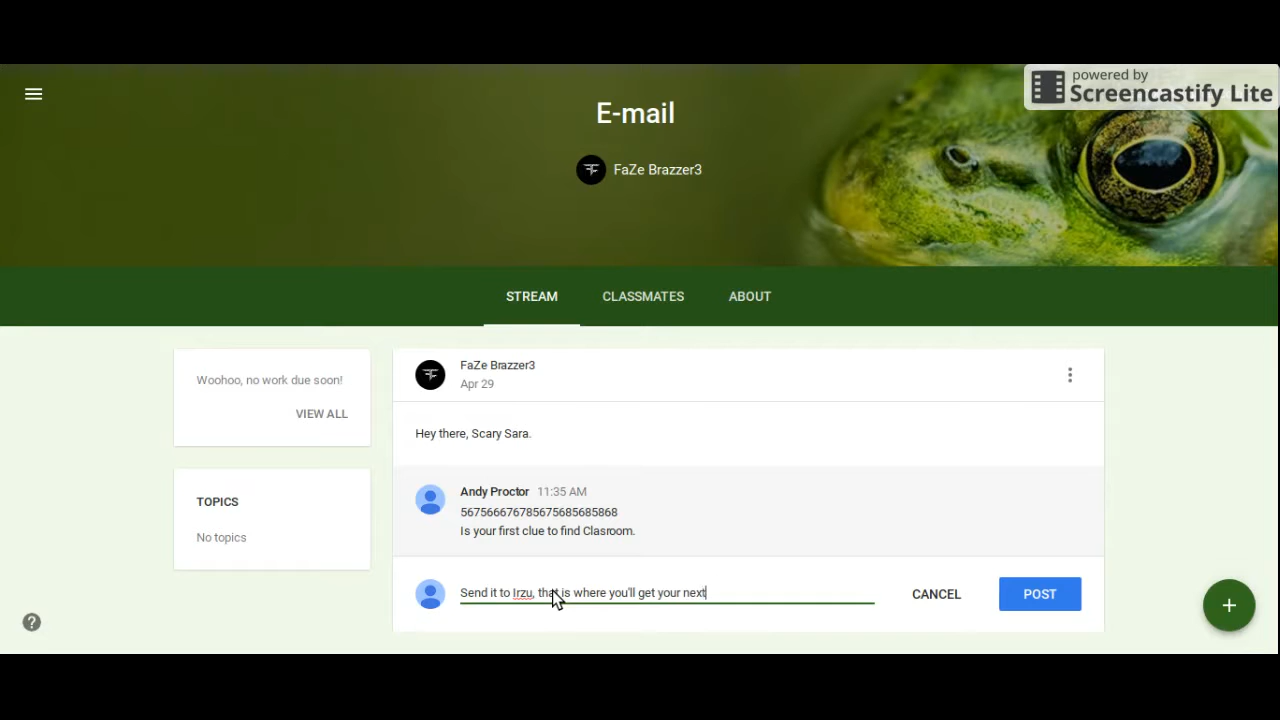 powered by
Screencastify Lite
E-mail
FaZe Brazzer3
STREAM
CLASSMATES
ABOUT
Woohoo, no work due soon!
VIEW ALL
TOPICS
No topics
FaZe Brazzer3
Apr 29
Hey there, Scary Sara.
Andy Proctor 11:35 AM
567566676785675685685868
Is your first clue to find Clasroom.
Send it to Irzu, that is where you'll get your next
CANCEL
POST